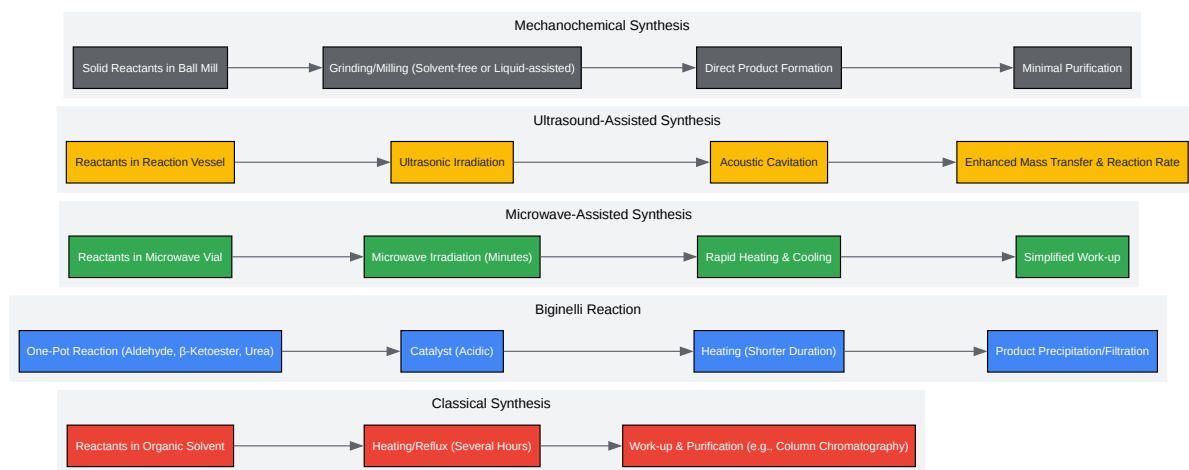 Mechanochemical Synthesis
Solid Reactants in Ball Mill
Grinding/Milling (Solvent-free or Liquid-assisted)
Direct Product Formation
Minimal Purification
Ultrasound-Assisted Synthesis
Reactants in Reaction Vessel
Ultrasonic Irradiation
Acoustic Cavitation
Enhanced Mass Transfer & Reaction Rate
Microwave-Assisted Synthesis
Reactants in Microwave Vial
Microwave Irradiation (Minutes)
Rapid Heating & Cooling
Simplified Work-up
Biginelli Reaction
One-Pot Reaction (Aldehyde, β-Ketoester, Urea)
Catalyst (Acidic)
Heating (Shorter Duration)
Product Precipitation/Filtration
Classical Synthesis
Reactants in Organic Solvent
Heating/Reflux (Several Hours)
Work-up & Purification (e.g., Column Chromatography)